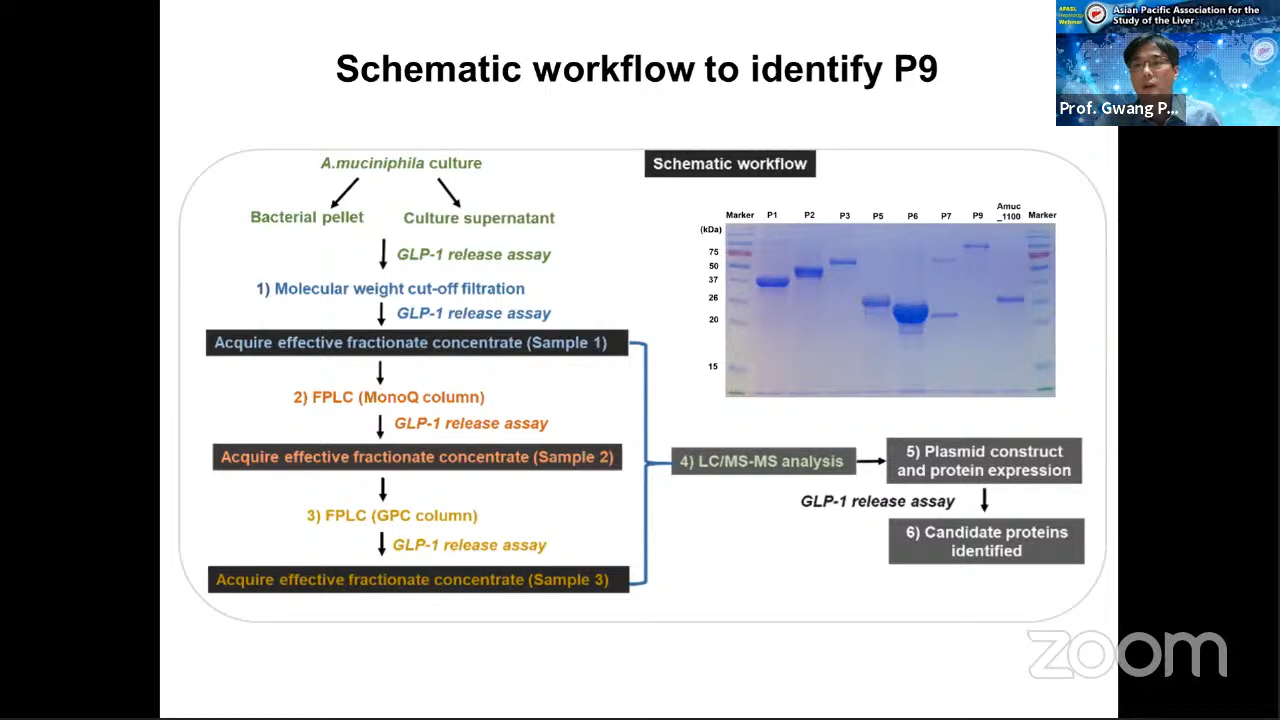 Schematic workflow to identify P9
APASL
Hepatology
Webinar
Asian Pacific Association for the
Study of the Liver
Prof. Gwang P...
A.muciniphila culture
Bacterial pellet
Culture supernatant
GLP-1 release assay
1) Molecular weight cut-off filtration
GLP-1 release assay
Acquire effective fractionate concentrate (Sample 1)
2) FPLC (MonoQ column)
GLP-1 release assay
Acquire effective fractionate concentrate (Sample 2)
3) FPLC (GPC column)
GLP-1 release assay
Acquire effective fractionate concentrate (Sample 3)
Schematic workflow
Marker P1 P2 P3 P5 P6 P7 P9 Amuc
_1100 Marker
(kDa)
75
50
37
26
20
15
4) LC/MS-MS analysis
5) Plasmid construct
and protein expression
GLP-1 release assay
6) Candidate proteins
identified
zoom